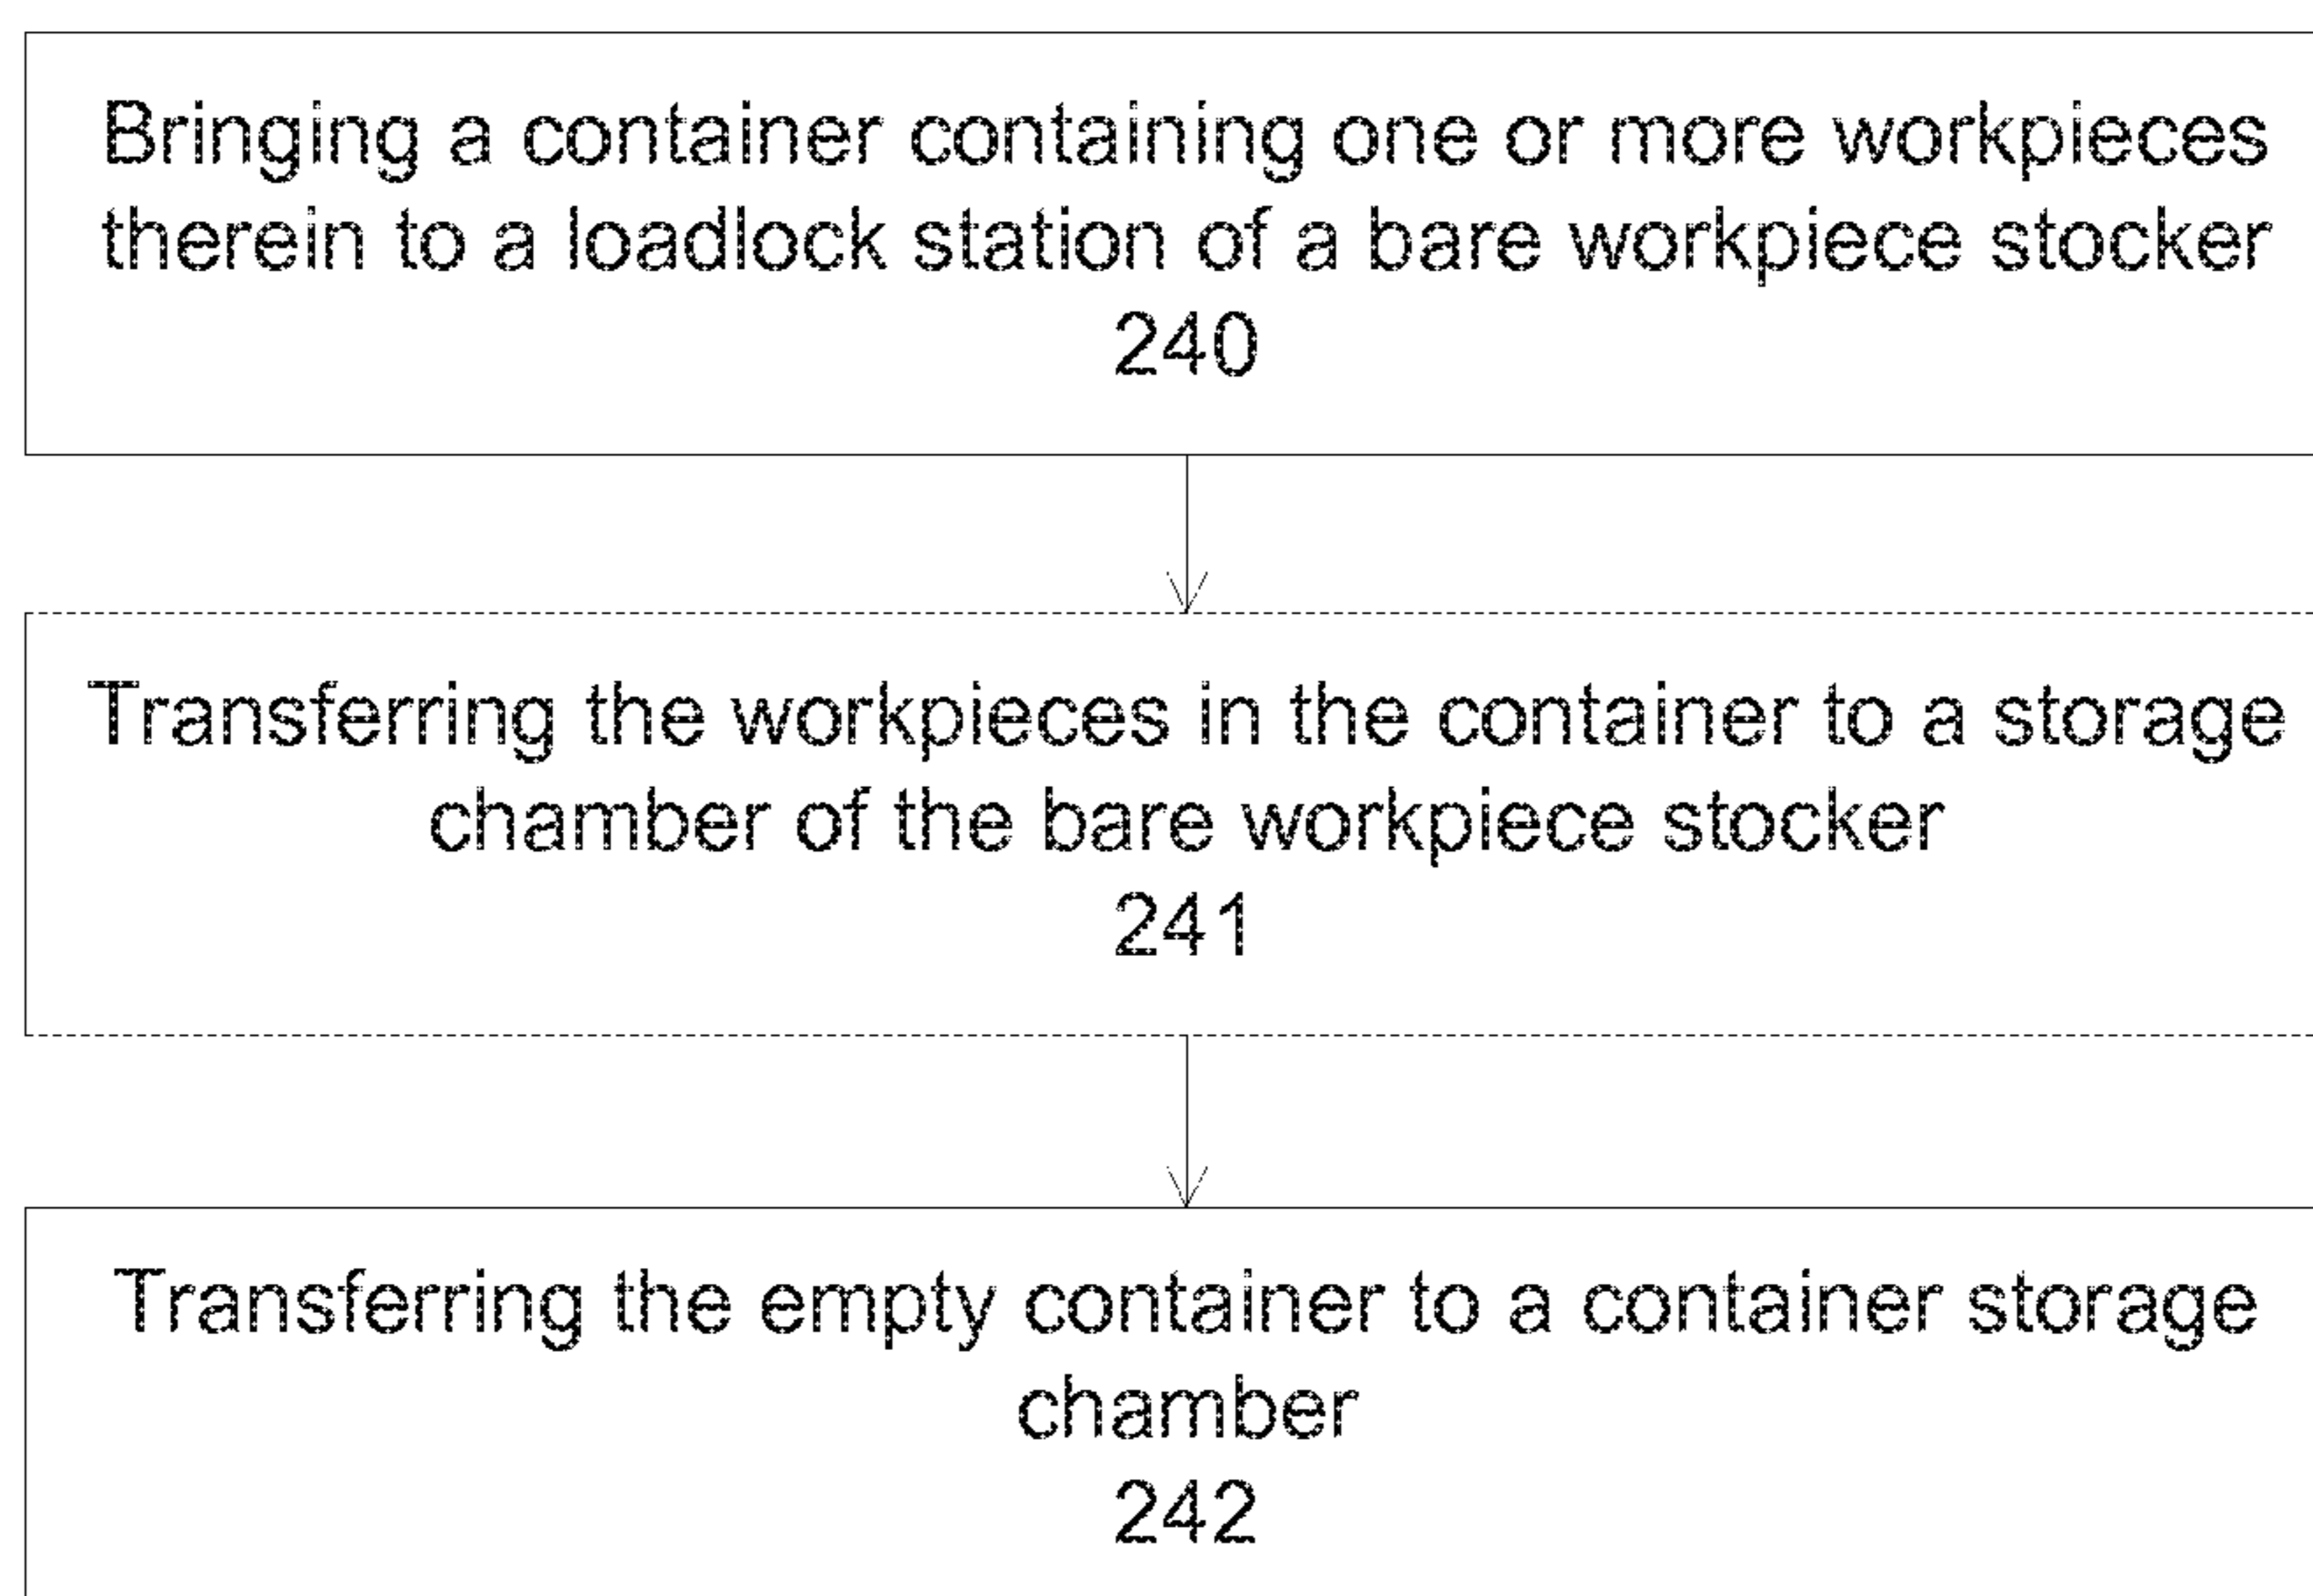 Bringing a container containing one or more workpieces
therein to a loadlock station of a bare workpiece stocker
240
Transferring the workpieces in the container to a storage
chamber of the bare workpiece stocker
241
Transferring the empty container to a container storage
chamber
242